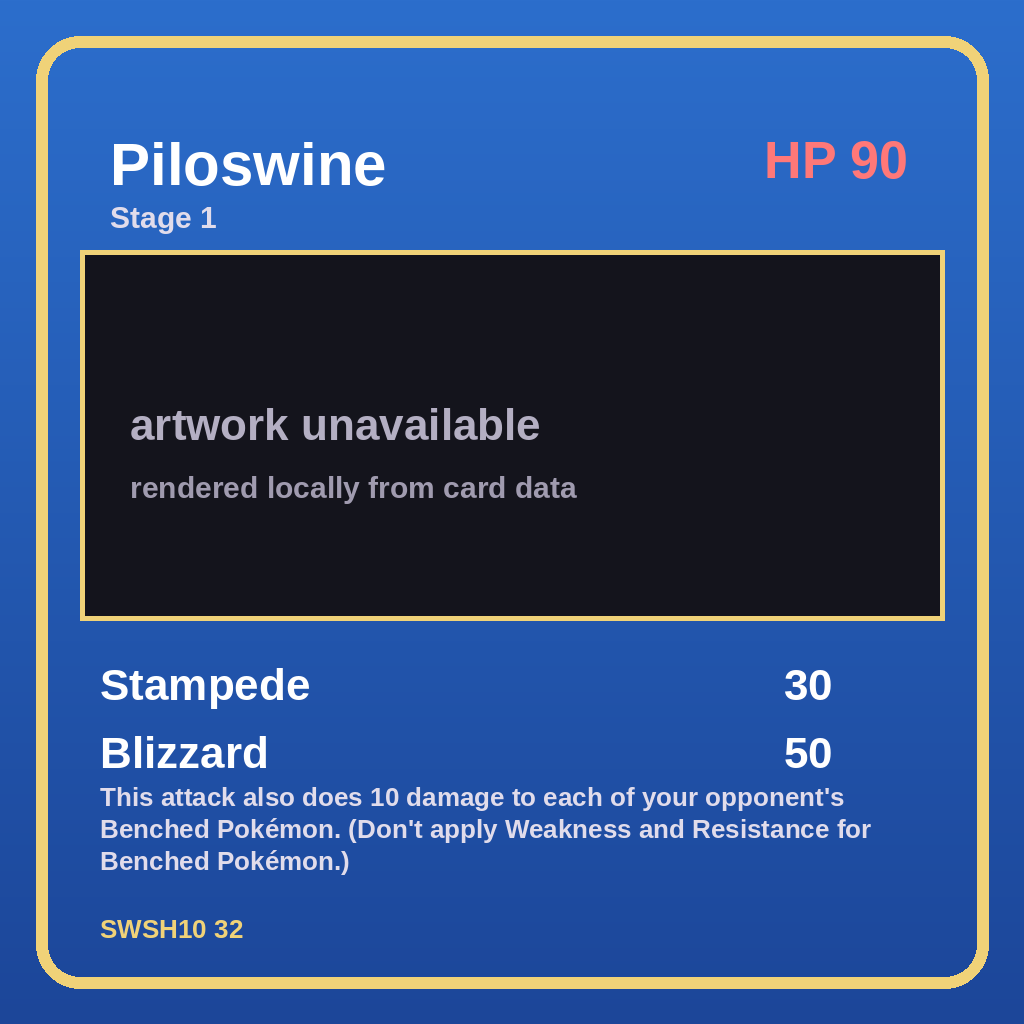 Piloswine
HP 90
Stage 1
artwork unavailable
rendered locally from card data
Stampede 30
Blizzard 50
This attack also does 10 damage to each of your opponent's
Benched Pokémon. (Don't apply Weakness and Resistance for
Benched Pokémon.)
SWSH10 32